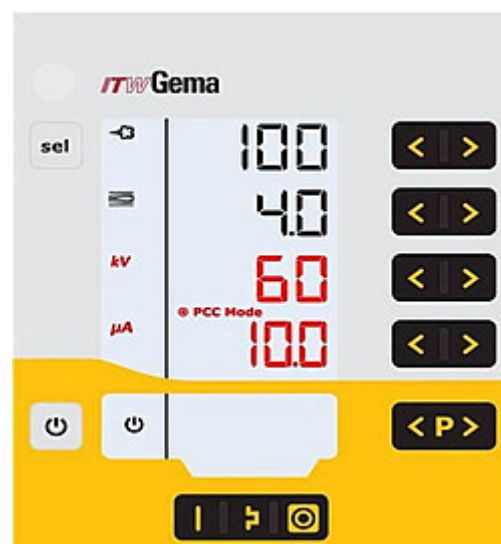 ITWGema
sel
100
4.0
kV
60
PCC Mode
µA
10.0
< >
< >
< >
< >
< P >